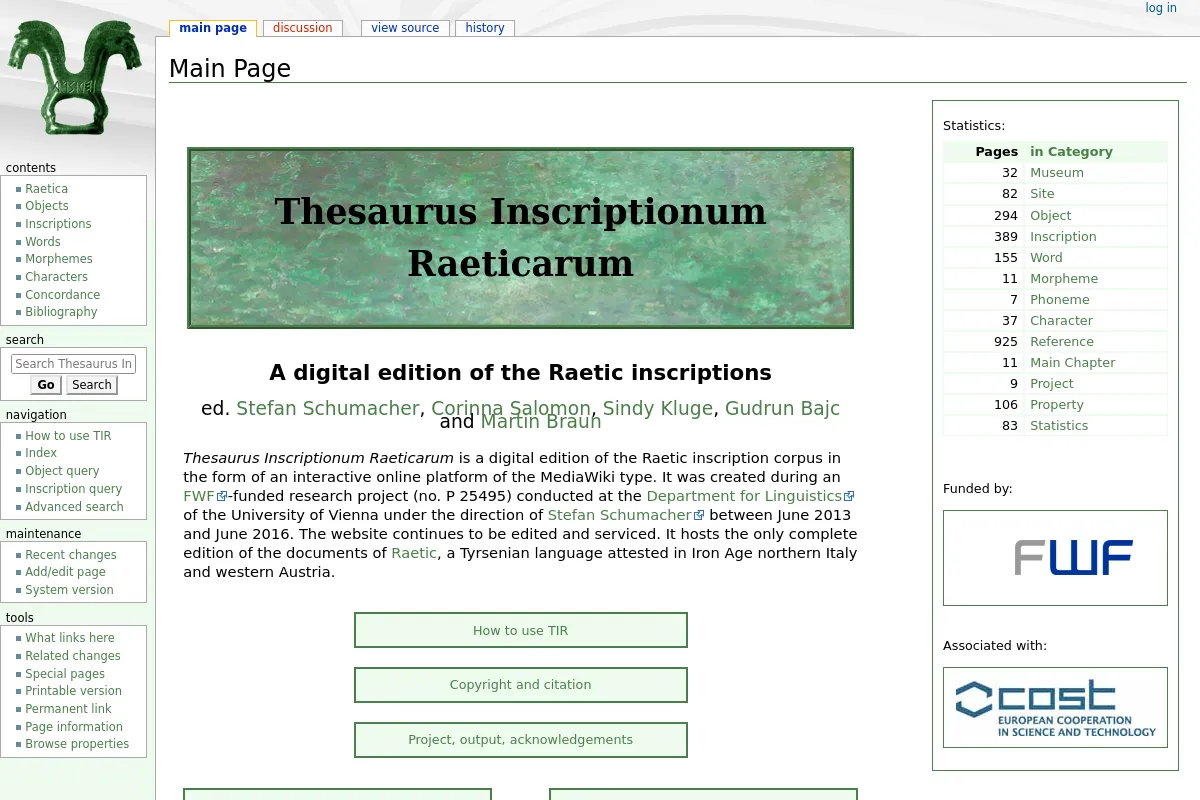 log in
main page
discussion
view source
history
Main Page
contents
Raetica
Objects
Inscriptions
Words
Morphemes
Characters
Concordance
Bibliography
search
Search Thesaurus In
Go Search
navigation
How to use TIR
Index
Object query
Inscription query
Advanced search
maintenance
Recent changes
Add/edit page
System version
tools
What links here
Related changes
Special pages
Printable version
Permanent link
Page information
Browse properties
Thesaurus Inscriptionum
Raeticarum
A digital edition of the Raetic inscriptions
ed. Stefan Schumacher, Corinna Salomon, Sindy Kluge, Gudrun Bajc
and Martin Braun
Thesaurus Inscriptionum Raeticarum is a digital edition of the Raetic inscription corpus in
the form of an interactive online platform of the MediaWiki type. It was created during an
FWF-funded research project (no. P 25495) conducted at the Department for Linguistics
of the University of Vienna under the direction of Stefan Schumacher between June 2013
and June 2016. The website continues to be edited and serviced. It hosts the only complete
edition of the documents of Raetic, a Tyrsenian language attested in Iron Age northern Italy
and western Austria.
How to use TIR
Copyright and citation
Project, output, acknowledgements
Statistics:
Pages in Category
32 Museum
82 Site
294 Object
389 Inscription
155 Word
11 Morpheme
7 Phoneme
37 Character
925 Reference
11 Main Chapter
9 Project
106 Property
83 Statistics
Funded by:
FWF
Associated with:
cost
EUROPEAN COOPERATION
IN SCIENCE AND TECHNOLOGY